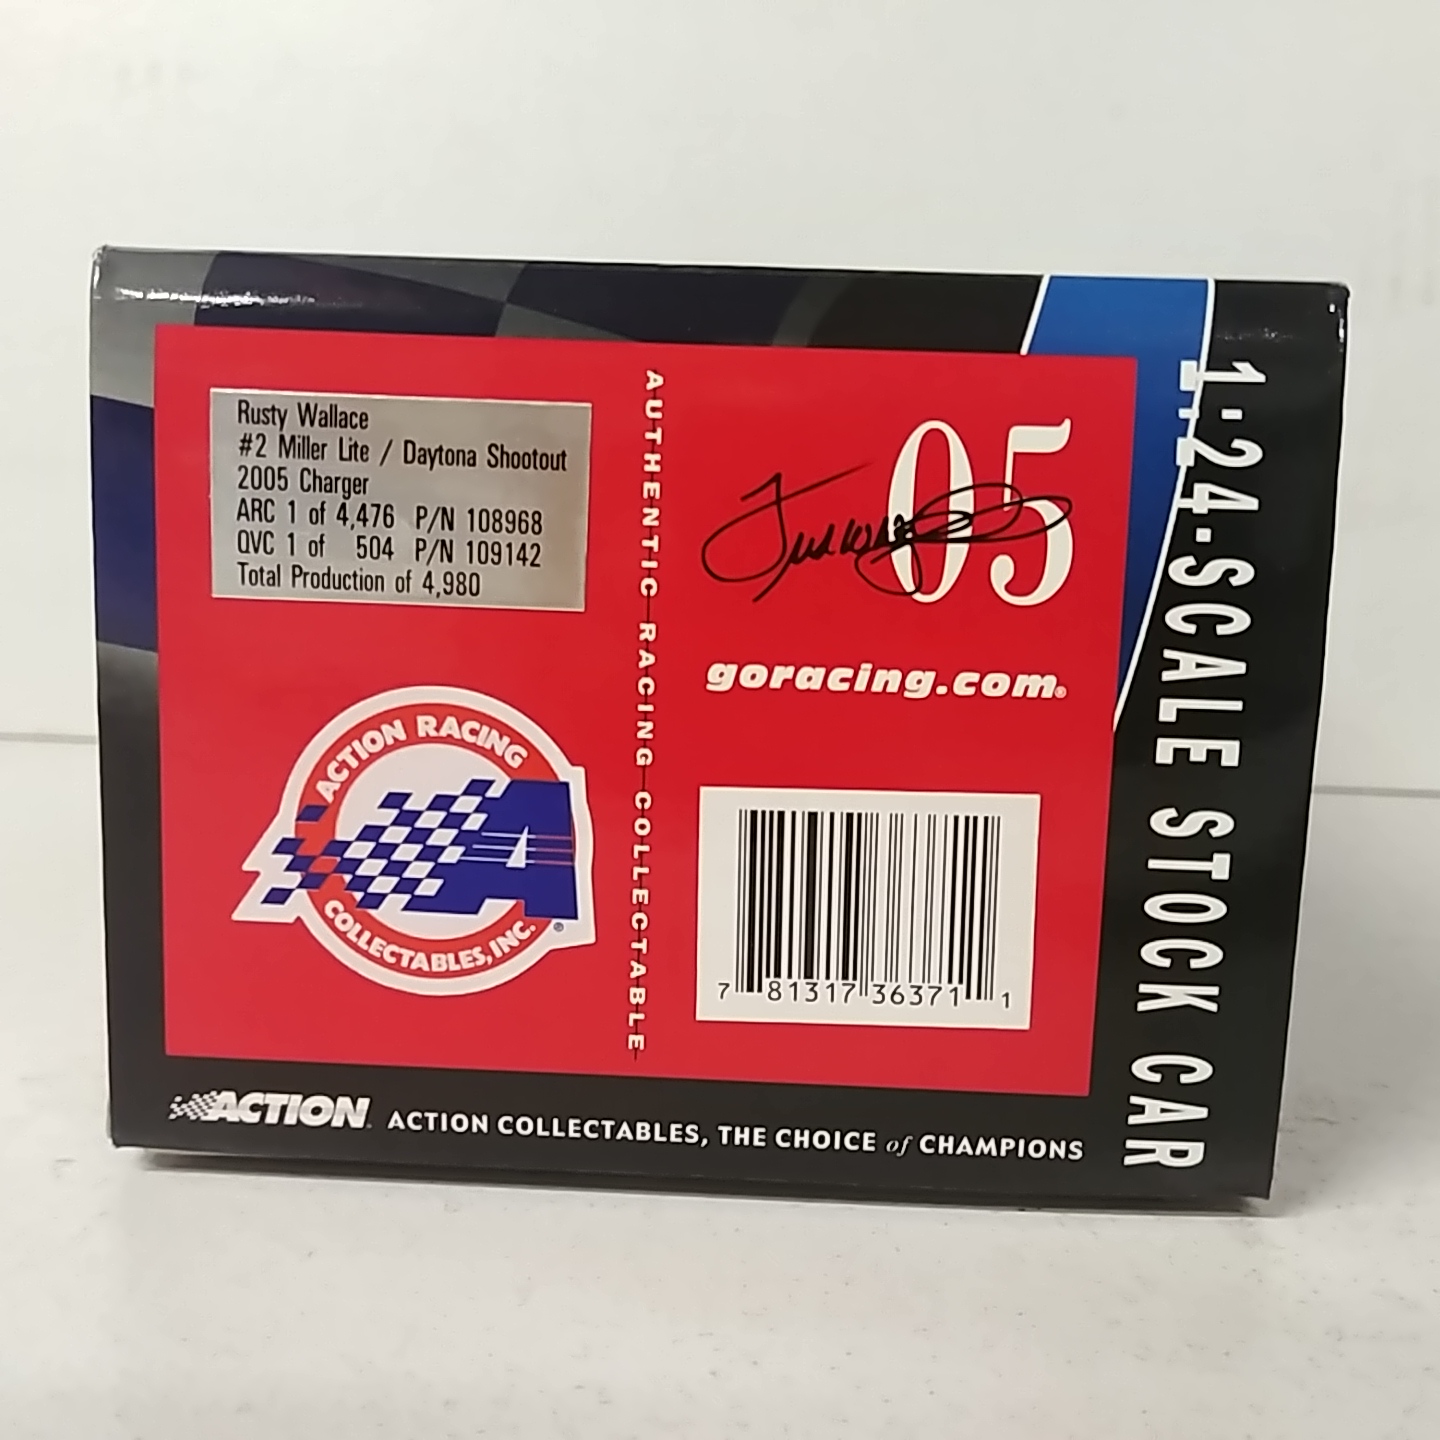 Rusty Wallace
#2 Miller Lite / Daytona Shootout
2005 Charger
ARC 1 of 4,476 P/N 108968
QVC 1 of 504 P/N 109142
Total Production of 4,980
ACTION RACING
COLLECTABLES, INC.®
AUTHENTIC RACING COLLECTABLE
05
goracing.com®
7 81317 36371 1
1:24-SCALE STOCK CAR
ACTION
ACTION COLLECTABLES, THE CHOICE of CHAMPIONS